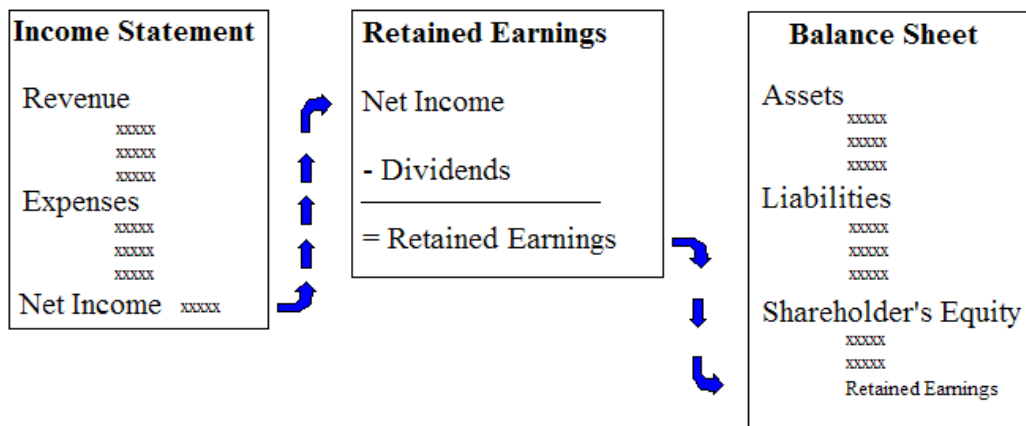 Income Statement
Revenue
xxxxx
xxxxx
xxxxx
Expenses
xxxxx
xxxxx
xxxxx
Net Income xxxxx
Retained Earnings
Net Income
- Dividends
= Retained Earnings
Balance Sheet
Assets
xxxxx
xxxxx
xxxxx
Liabilities
xxxxx
xxxxx
xxxxx
Shareholder's Equity
xxxxx
xxxxx
Retained Earnings